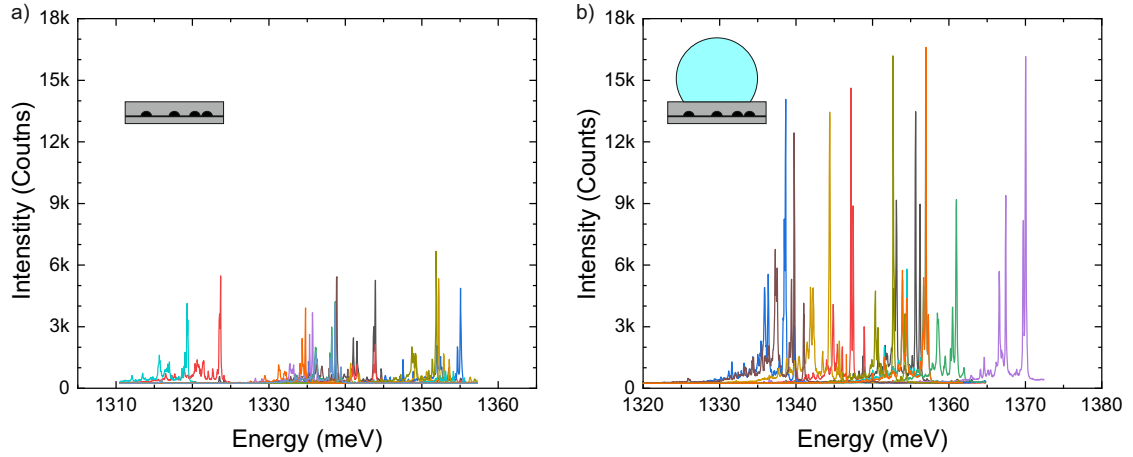 a)
b)
18k
15k
12k
9k
6k
3k
0
Intenstity (Coutns)
1310
1320
1330
1340
1350
1360
Energy (meV)
18k
15k
12k
9k
6k
3k
0
Intensity (Counts)
1320
1330
1340
1350
1360
1370
1380
Energy (meV)